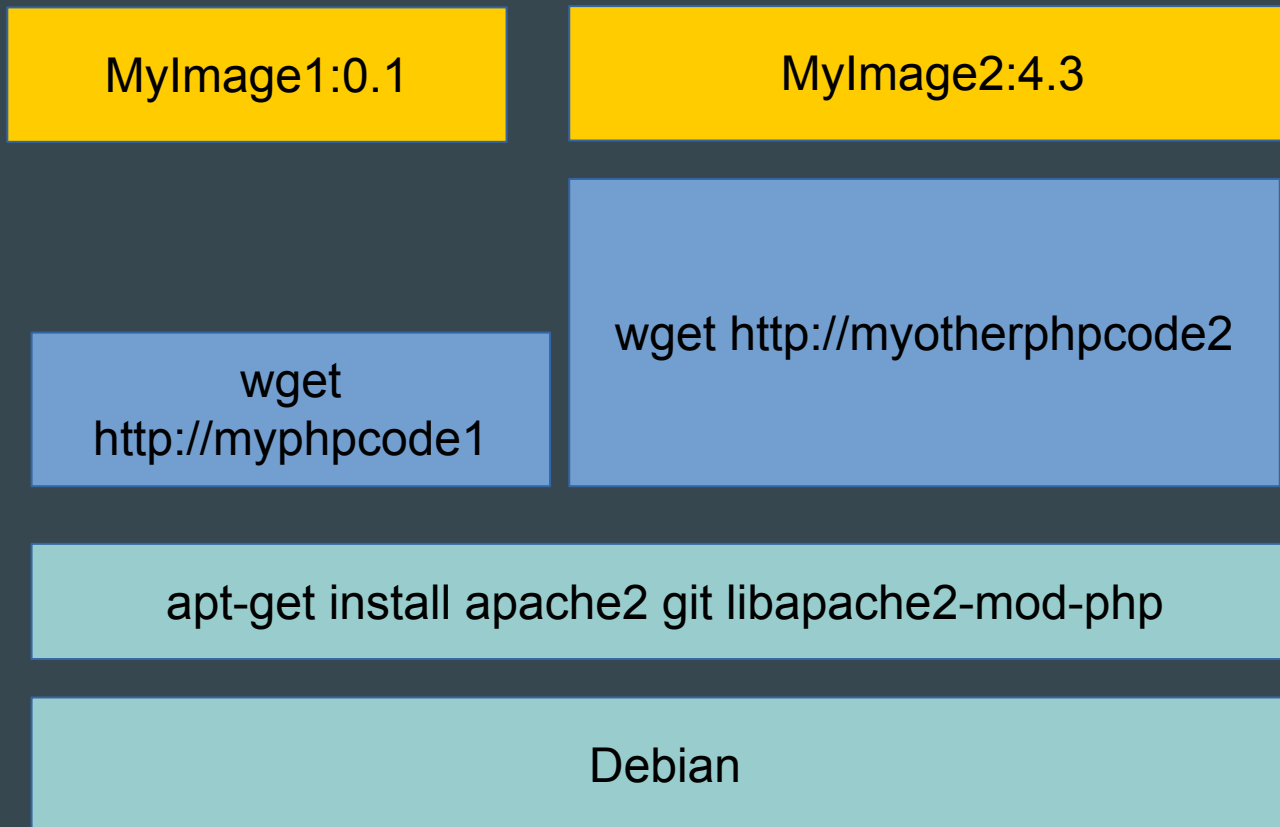 MyImage1:0.1
MyImage2:4.3
wget http://myotherphpcode2
wget
http://myphpcode1
apt-get install apache2 git libapache2-mod-php
Debian